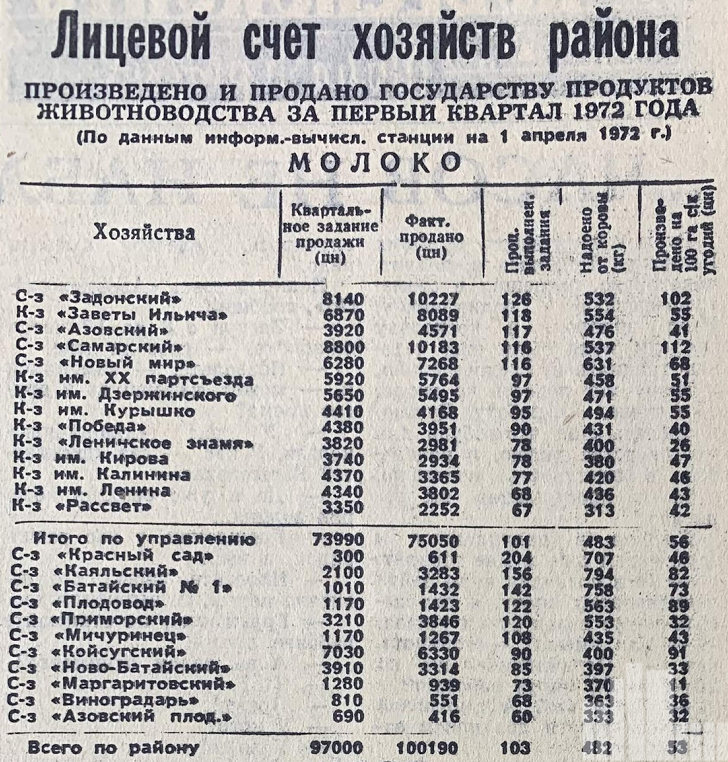 Лицевой счет хозяйств района
ПРОИЗВЕДЕНО И ПРОДАНО ГОСУДАРСТВУ ПРОДУКТОВ
ЖИВОТНОВОДСТВА ЗА ПЕРВЫЙ КВАРТАЛ 1972 ГОДА
(По данным информ.-вычисл. станции на 1 апреля 1972 г.)
МОЛОКО
Хозяйства
Кварталь-
ное задание
продажи
(цн)
Факт.
продано
(цн)
Проц.
выполнен.
задания
Надоено
от коровы
(кг)
Произве-
дено на
100 га с|х
угодий (цн)
С-з «Задонский» 8140 10227 126 532 102
К-з «Заветы Ильича» 6870 8089 118 554 55
С-з «Азовский» 3920 4571 117 476 41
С-з «Самарский» 8800 10183 116 537 112
С-з «Новый мир» 6280 7268 116 631 68
К-з им. XX партсъезда 5920 5764 97 458 51
К-з им. Дзержинского 5650 5495 97 471 55
К-з им. Курышко 4410 4168 95 494 55
К-з «Победа» 4380 3951 90 431 40
К-з «Ленинское знамя» 3820 2981 78 400 26
К-з им. Кирова 3740 2934 78 380 47
К-з им. Калинина 4370 3365 77 420 46
К-з им. Ленина 4340 3802 68 436 43
К-з «Рассвет» 3350 2252 67 313 42
Итого по управлению 73990 75050 101 483 56
С-з «Красный сад» 300 611 204 707 46
С-з «Каяльский» 2100 3283 156 794 82
С-з «Батайский № 1» 1010 1432 142 758 73
С-з «Плодовод» 1170 1423 122 563 89
С-з «Приморский» 3210 3846 120 553 32
С-з «Мичуринец» 1170 1267 108 435 43
С-з «Койсугский» 7030 6330 90 400 91
С-з «Ново-Батайский» 3910 3314 85 397 33
С-з «Маргаритовский» 1280 939 73 370 11
С-з «Виноградарь» 810 551 68 363 36
С-з «Азовский плод.» 690 416 60 333 32
Всего по району 97000 100190 103 482 53